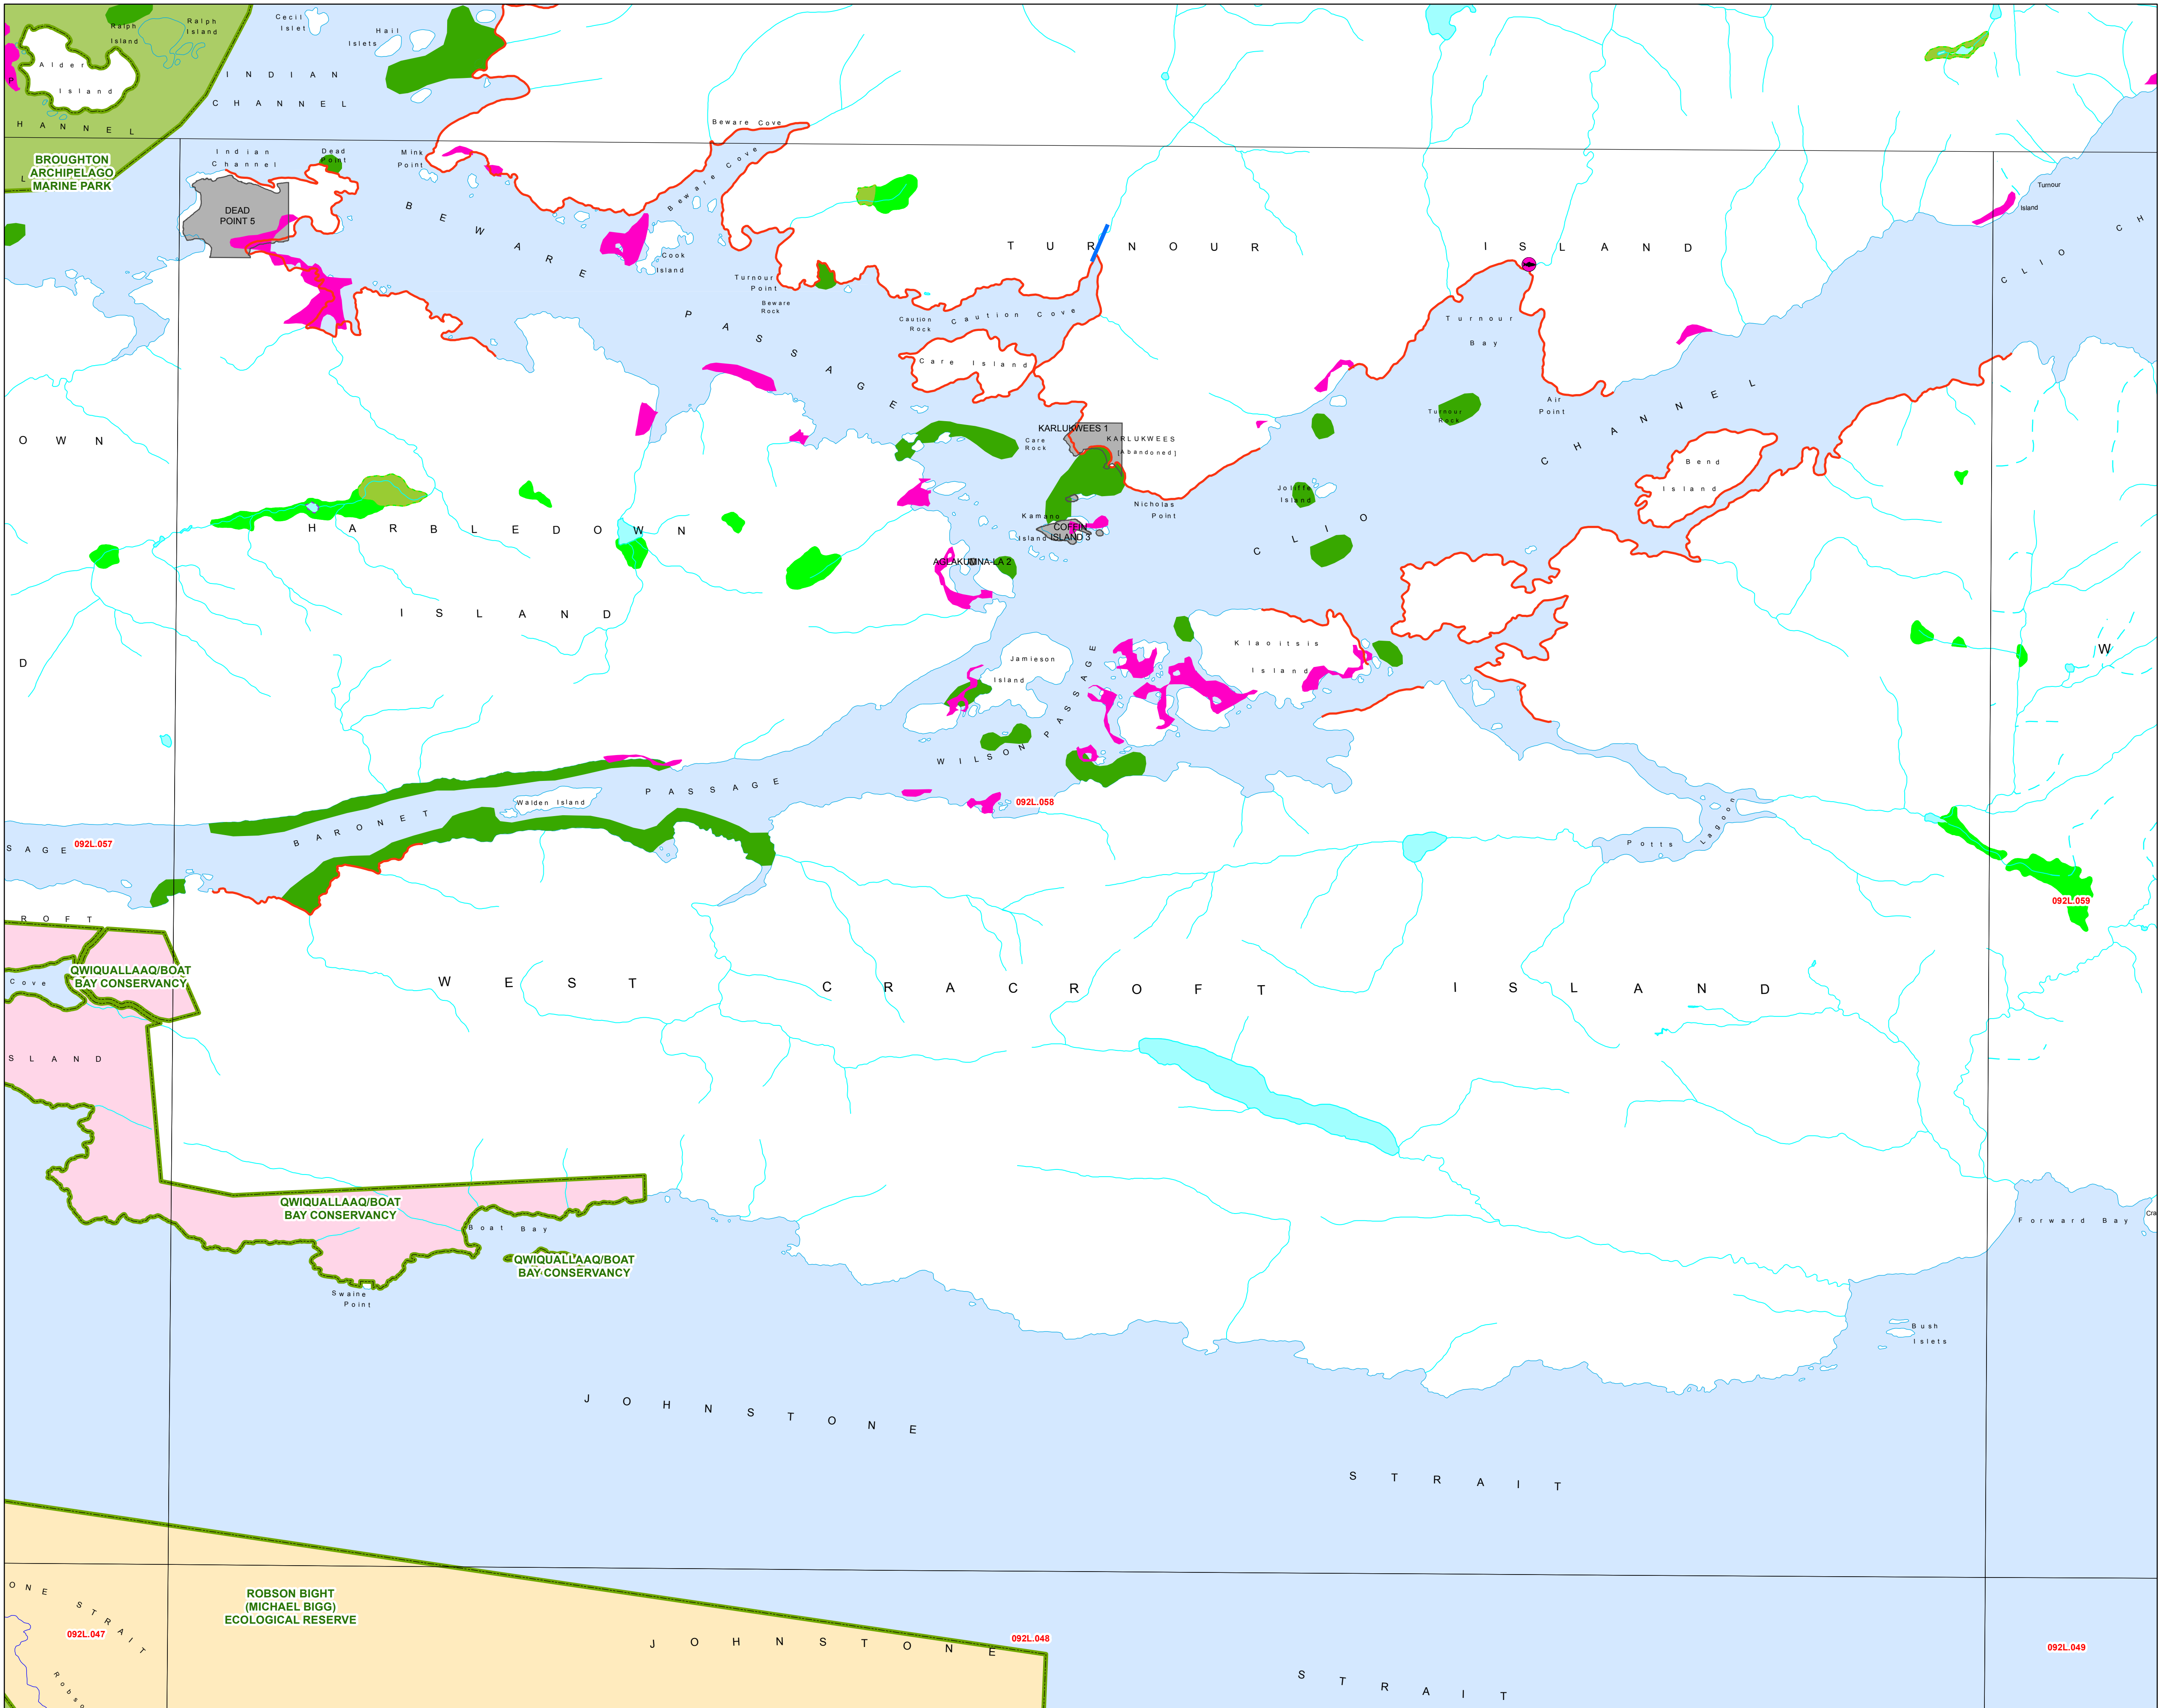 Ralph
Island
Ralph
Island
Cecil
Islet
Hail
Islets
Alder
Island
P
INDIAN
CHANNEL
HANNEL
L
BROUGHTON
ARCHIPELAGO
MARINE PARK
Indian
Channel
Dead
Point
Mink
Point
Beware Cove
Beware Cove
DEAD
POINT 5
BEWARE PASSAGE
Cook
Island
Turnour
Point
Beware
Rock
TURNOUR ISLAND
Turnour
Island
CLIO CH
Caution
Rock
Caution Cove
Care Island
Turnour
Bay
Turnour
Rock
Air
Point
OWN
D
KARLUKWEES 1
KARLUKWEES
[Abandoned]
Care
Rock
Nicholas
Point
Joliffe
Island
CLIO CHANNEL
Bend
Island
Kamano
Island
COFFIN
ISLAND 3
AGLAKUMNA-LA 2
HARBLEDOWN
ISLAND
Jamieson
Island
Klaoitsis
Island
WILSON PASSAGE
W
Walden Island
BARONET PASSAGE
092L.058
SAGE
092L.057
Potts Lagoon
092L.059
ROFT
Cove
QWIQUALLAAQ/BOAT
BAY CONSERVANCY
WEST CRACROFT ISLAND
SLAND
QWIQUALLAAQ/BOAT
BAY CONSERVANCY
Boat Bay
QWIQUALLAAQ/BOAT
BAY CONSERVANCY
Swaine
Point
Forward Bay
Cra
Bush
Islets
JOHNSTONE
STRAIT
ONE STRAIT
ROBSON BIGHT
(MICHAEL BIGG)
ECOLOGICAL RESERVE
092L.047
Robso
JOHNSTONE
092L.048
STRAIT
092L.049